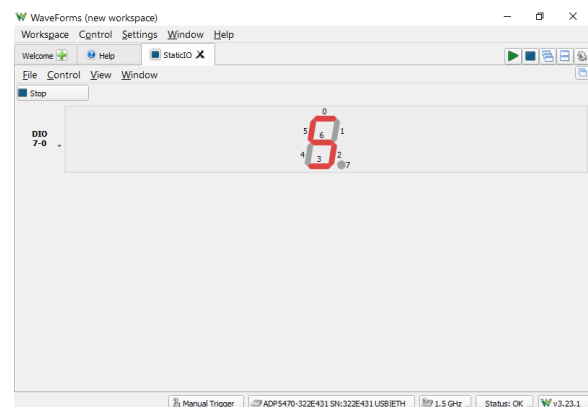 WaveForms (new workspace)
Workspace Control Settings Window Help
Welcome Help StaticIO
File Control View Window
Stop
0
5 6 1
DIO
7-0
4 3 2
7
Manual Trigger ADP5470-322E431 SN:322E431 USB|ETH 1.5 GHz Status: OK v3.23.1